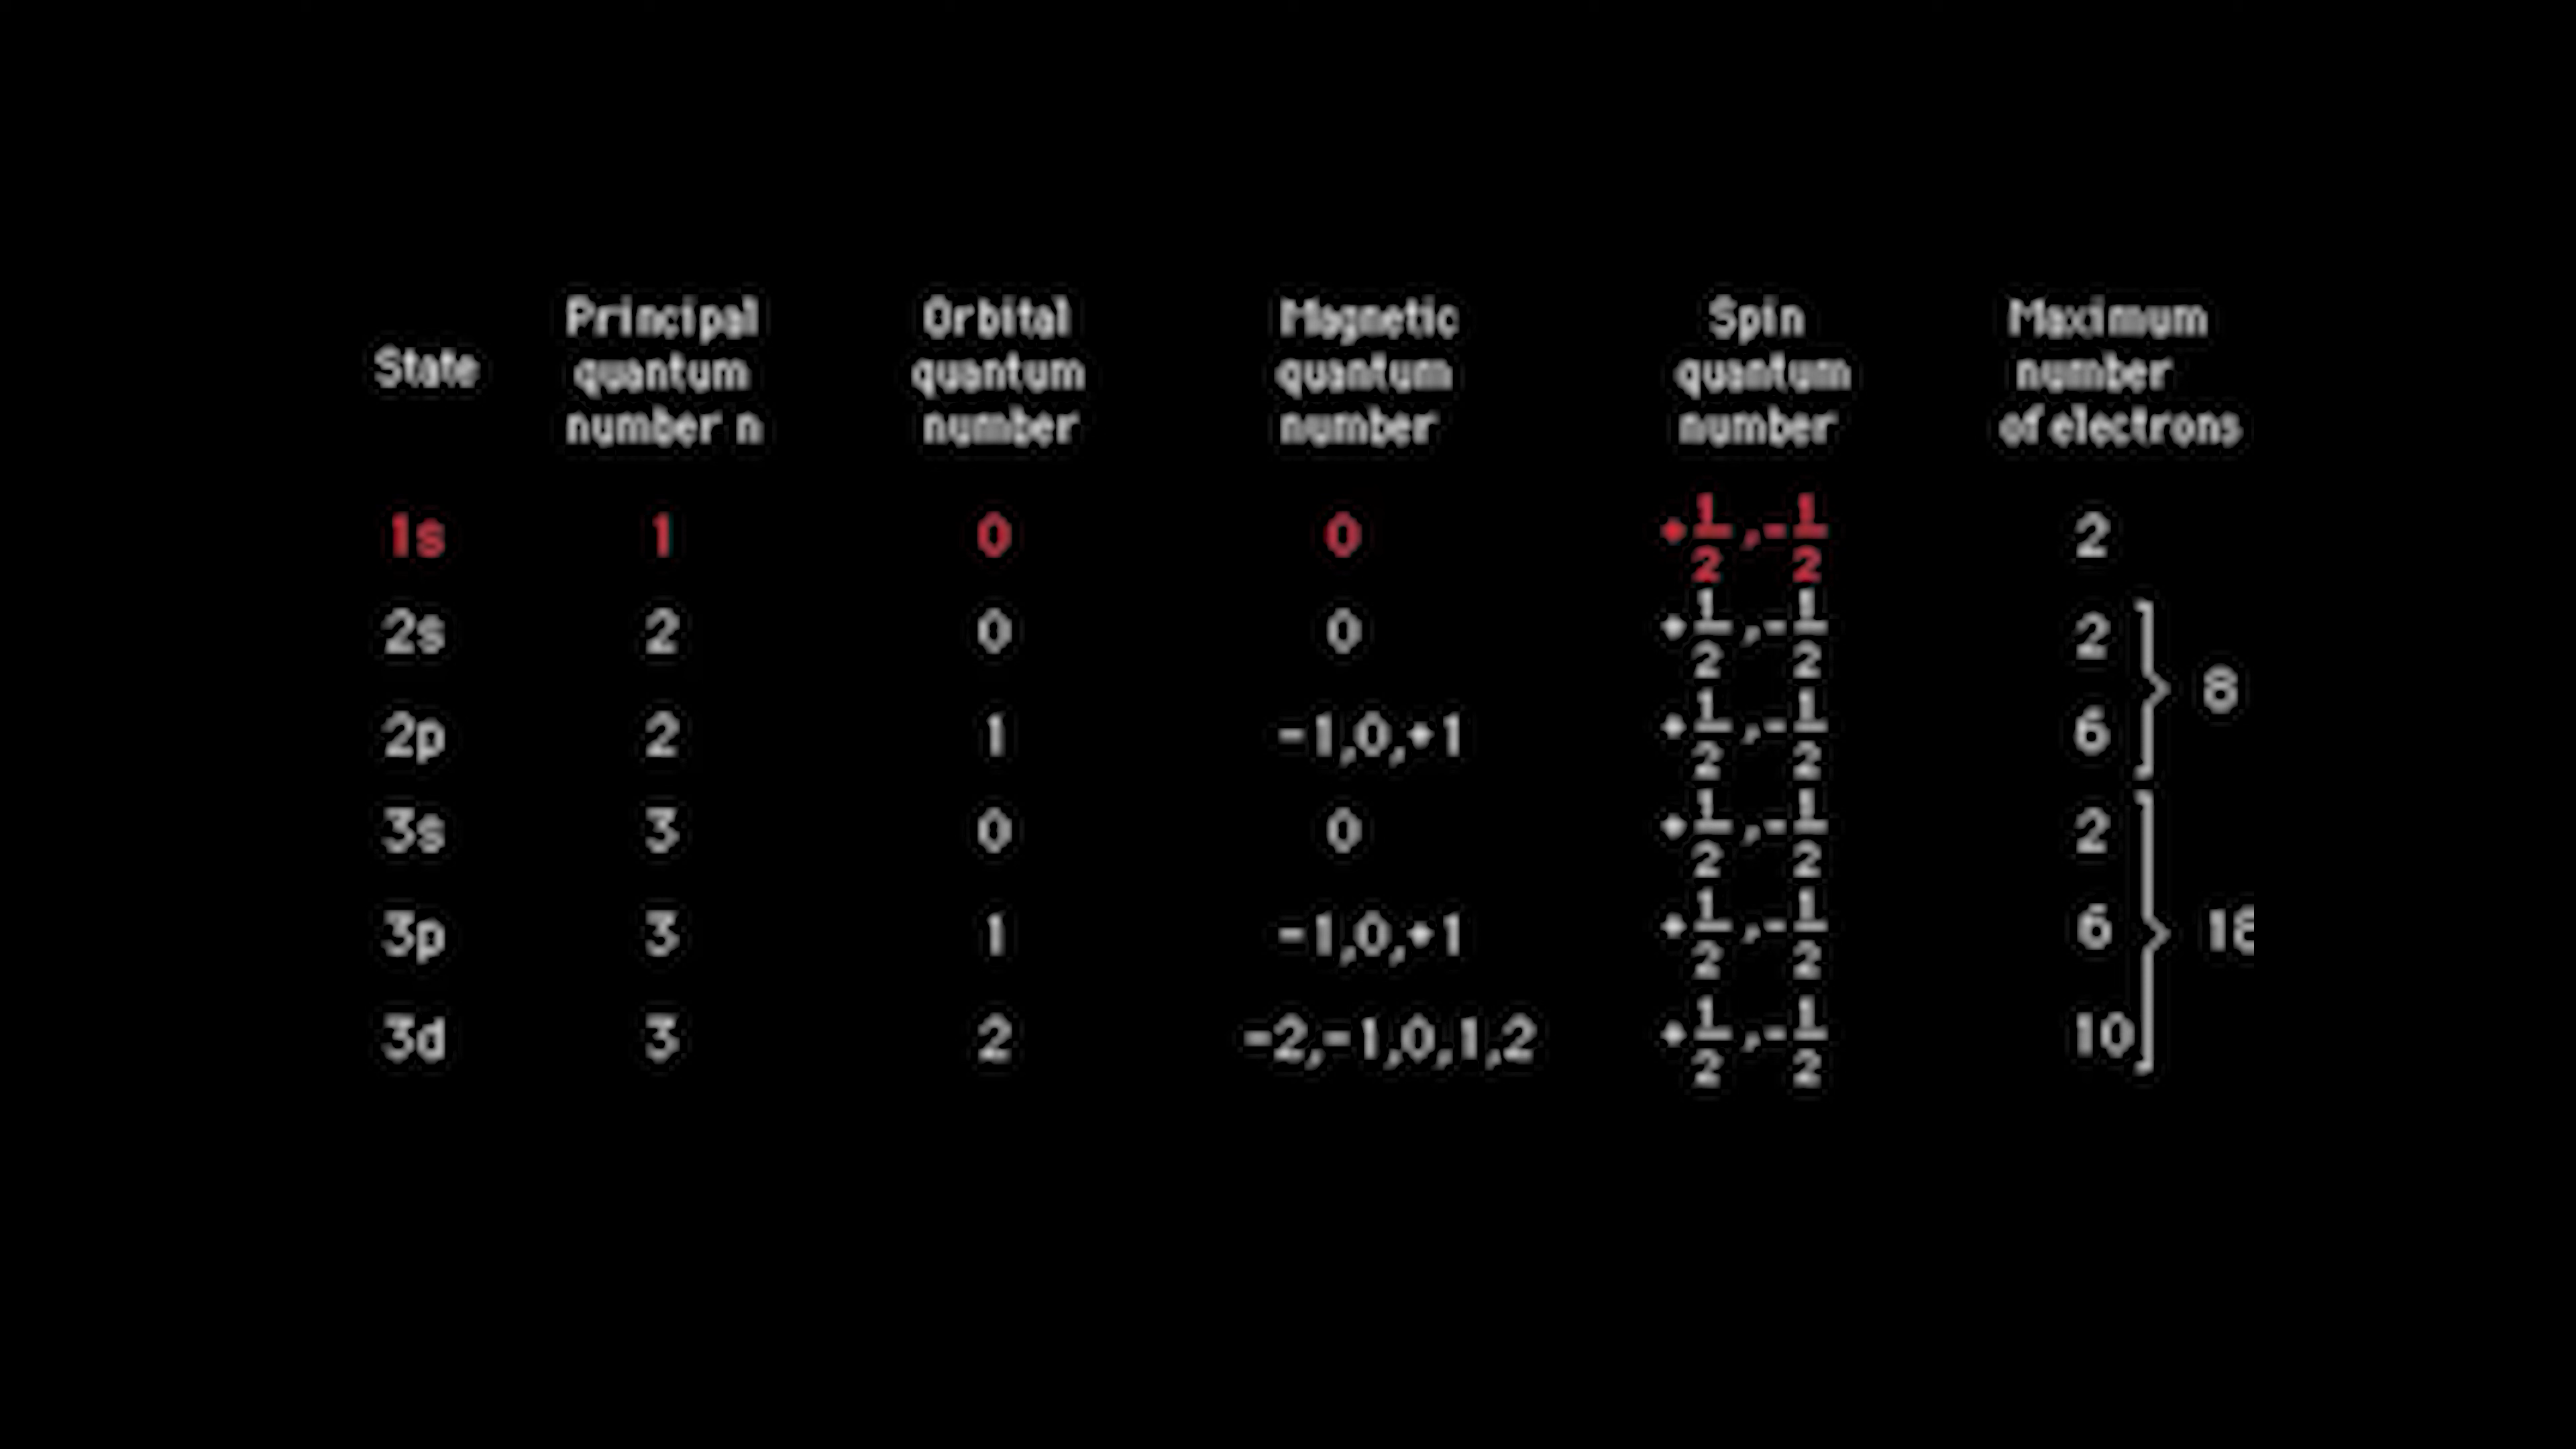 State Principal quantum number n Orbital quantum number Magnetic quantum number Spin quantum number Maximum number of electrons
1s 1 0 0 +1/2,-1/2 2
2s 2 0 0 +1/2,-1/2 2
2p 2 1 -1,0,+1 +1/2,-1/2 6
8
3s 3 0 0 +1/2,-1/2 2
3p 3 1 -1,0,+1 +1/2,-1/2 6
18
3d 3 2 -2,-1,0,1,2 +1/2,-1/2 10